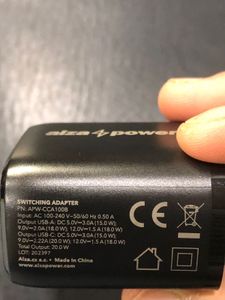 alza power
SWITCHING ADAPTER
PN: APW-CCA100B
Input: AC 100-240 V~50/60 Hz 0.50 A
Output USB-A: DC 5.0V⎓3.0A (15.0 W);
9.0V⎓2.0A (18.0 W); 12.0V⎓1.5 A (18.0 W)
Output USB-C: DC 5.0V⎓3.0A (15.0 W);
9.0V⎓2.22A (20.0 W); 12.0V⎓1.5 A (18.0 W)
Total Output: 20.0 W
Alza.cz a.s. • Made in China
www.alzapower.com
LOT: 202397
CE